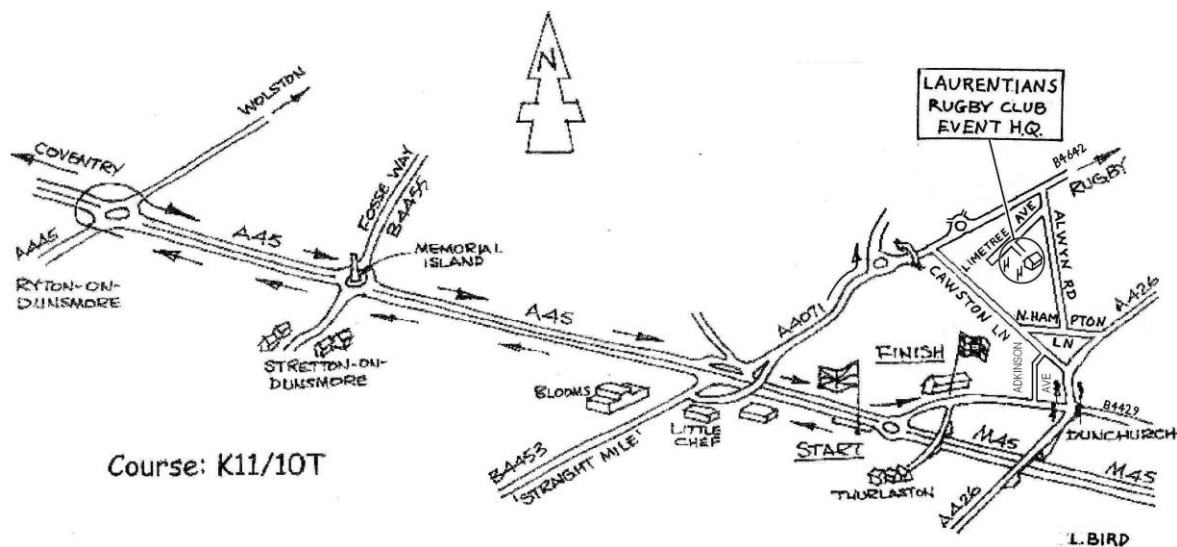 N
LAURENTIANS
RUGBY CLUB
EVENT H.Q.
WOLSTON
COVENTRY
B4642
RUGBY
FOSSE WAY
B4455
LIMETREE AVE
ALWYN RD
A445
A45
MEMORIAL
ISLAND
RYTON-ON-
DUNSMORE
CAWSTON LN
A4071
A426
N.HAMPTON
LN
A45
STRETTON-ON-
DUNSMORE
FINISH
ADKINSON
AVE
BLOOMS
LITTLE
CHEF
START
B4429
DUNCHURCH
M45
M45
B4453
'STRAIGHT MILE'
THURLASTON
A426
Course: K11/10T
L.BIRD